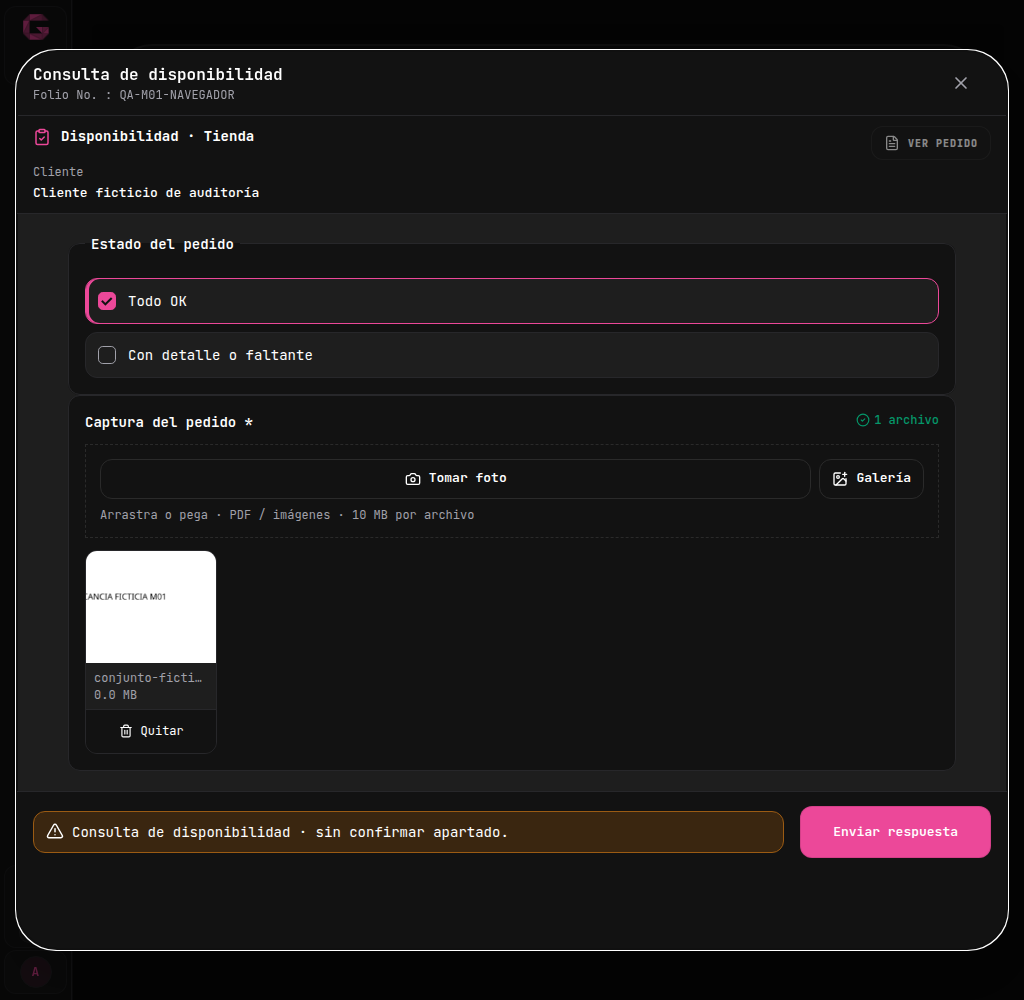 G
Consulta de disponibilidad
Folio No. : QA-M01-NAVEGADOR
Disponibilidad · Tienda
VER PEDIDO
Cliente
Cliente ficticio de auditoría
Estado del pedido
Todo OK
Con detalle o faltante
Captura del pedido *
1 archivo
Tomar foto
Galería
Arrastra o pega · PDF / imágenes · 10 MB por archivo
ANCIA FICTICIA M01
conjunto-ficti…
0.0 MB
Quitar
Consulta de disponibilidad · sin confirmar apartado.
Enviar respuesta
A